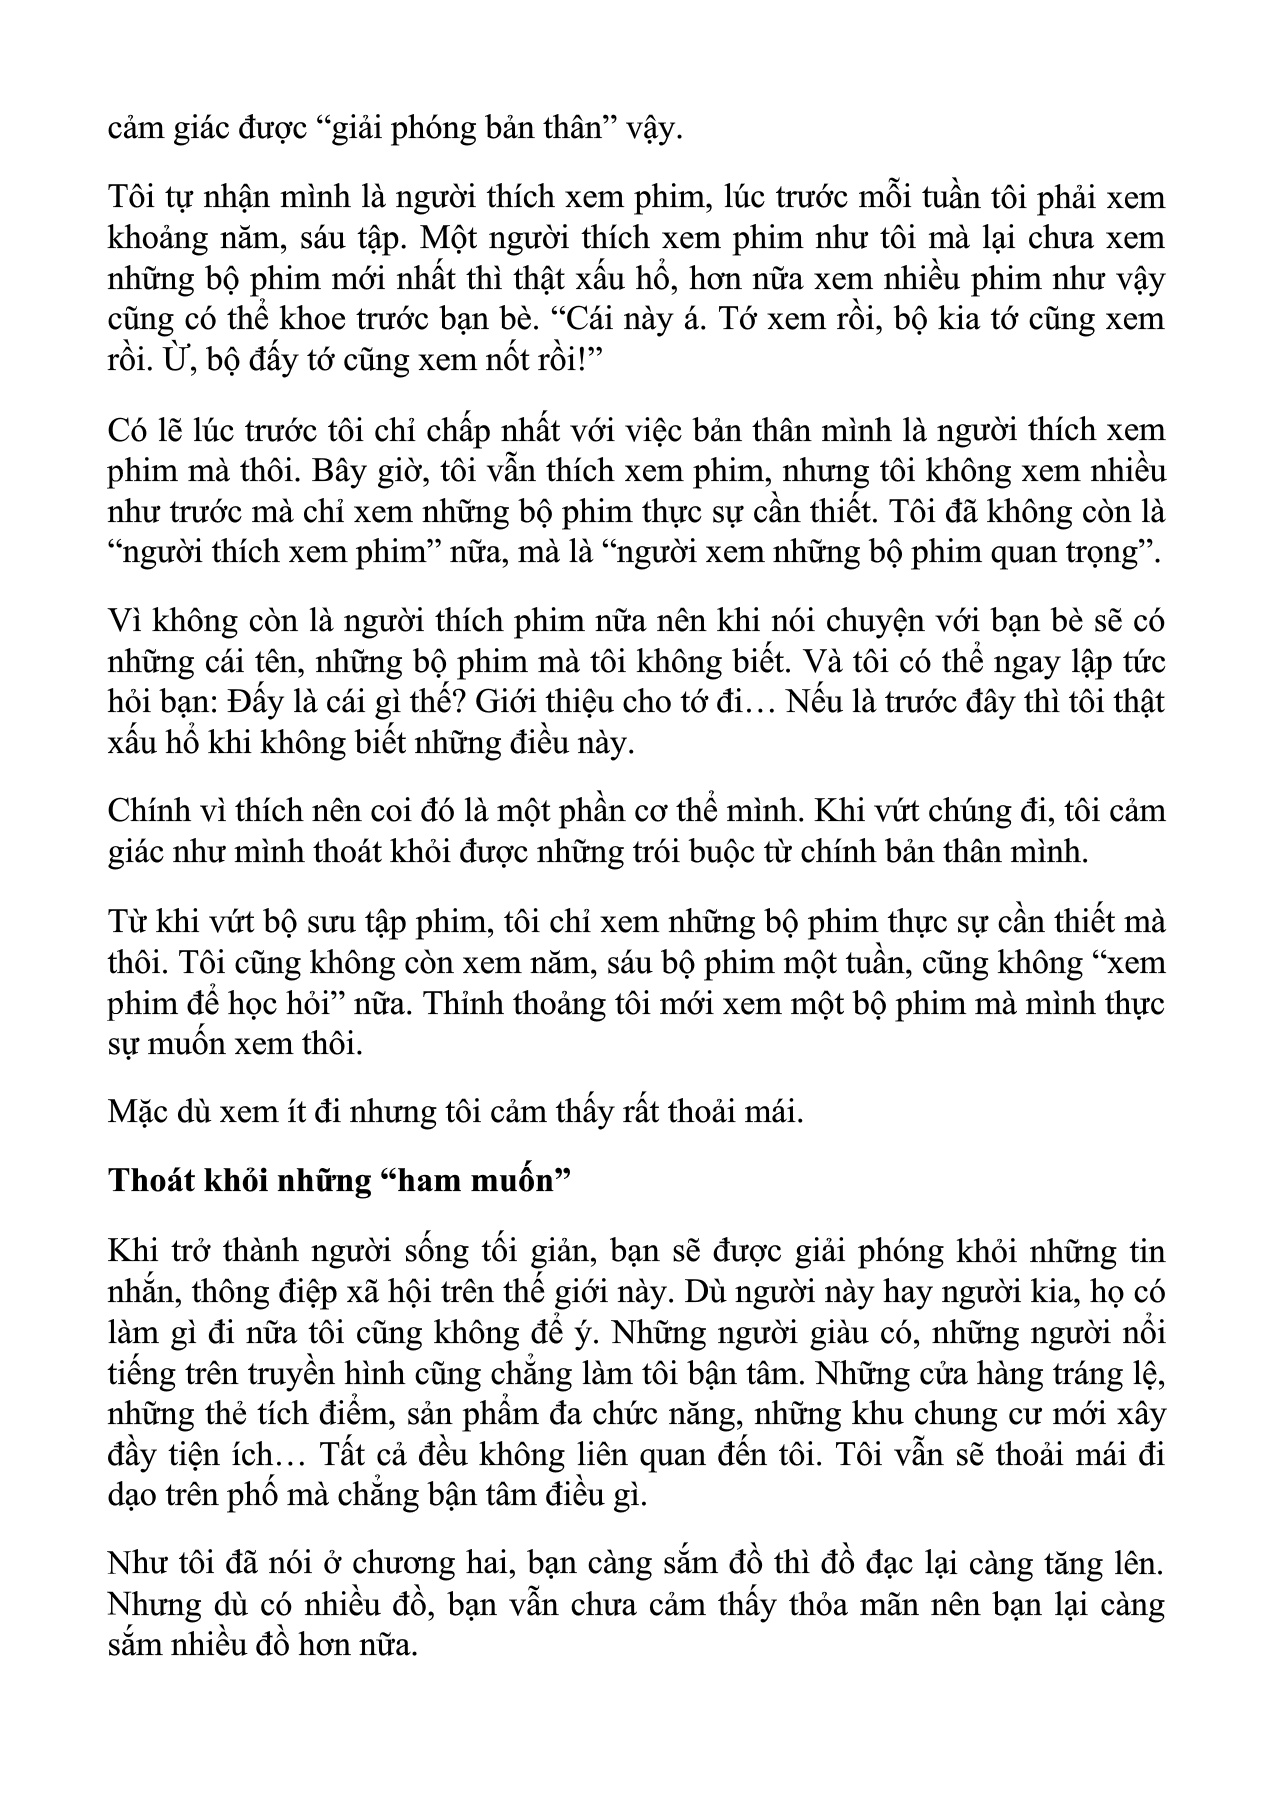 cảm giác được “giải phóng bản thân” vậy.
Tôi tự nhận mình là người thích xem phim, lúc trước mỗi tuần tôi phải xem
khoảng năm, sáu tập. Một người thích xem phim như tôi mà lại chưa xem
những bộ phim mới nhất thì thật xấu hổ, hơn nữa xem nhiều phim như vậy
cũng có thể khoe trước bạn bè. “Cái này á. Tớ xem rồi, bộ kia tớ cũng xem
rồi. Ừ, bộ đấy tớ cũng xem nốt rồi!”
Có lẽ lúc trước tôi chỉ chấp nhất với việc bản thân mình là người thích xem
phim mà thôi. Bây giờ, tôi vẫn thích xem phim, nhưng tôi không xem nhiều
như trước mà chỉ xem những bộ phim thực sự cần thiết. Tôi đã không còn là
“người thích xem phim” nữa, mà là “người xem những bộ phim quan trọng”.
Vì không còn là người thích phim nữa nên khi nói chuyện với bạn bè sẽ có
những cái tên, những bộ phim mà tôi không biết. Và tôi có thể ngay lập tức
hỏi bạn: Đấy là cái gì thế? Giới thiệu cho tớ đi… Nếu là trước đây thì tôi thật
xấu hổ khi không biết những điều này.
Chính vì thích nên coi đó là một phần cơ thể mình. Khi vứt chúng đi, tôi cảm
giác như mình thoát khỏi được những trói buộc từ chính bản thân mình.
Từ khi vứt bộ sưu tập phim, tôi chỉ xem những bộ phim thực sự cần thiết mà
thôi. Tôi cũng không còn xem năm, sáu bộ phim một tuần, cũng không “xem
phim để học hỏi” nữa. Thỉnh thoảng tôi mới xem một bộ phim mà mình thực
sự muốn xem thôi.
Mặc dù xem ít đi nhưng tôi cảm thấy rất thoải mái.
Thoát khỏi những “ham muốn”
Khi trở thành người sống tối giản, bạn sẽ được giải phóng khỏi những tin
nhắn, thông điệp xã hội trên thế giới này. Dù người này hay người kia, họ có
làm gì đi nữa tôi cũng không để ý. Những người giàu có, những người nổi
tiếng trên truyền hình cũng chẳng làm tôi bận tâm. Những cửa hàng tráng lệ,
những thẻ tích điểm, sản phẩm đa chức năng, những khu chung cư mới xây
đầy tiện ích… Tất cả đều không liên quan đến tôi. Tôi vẫn sẽ thoải mái đi
dạo trên phố mà chẳng bận tâm điều gì.
Như tôi đã nói ở chương hai, bạn càng sắm đồ thì đồ đạc lại càng tăng lên.
Nhưng dù có nhiều đồ, bạn vẫn chưa cảm thấy thỏa mãn nên bạn lại càng
sắm nhiều đồ hơn nữa.